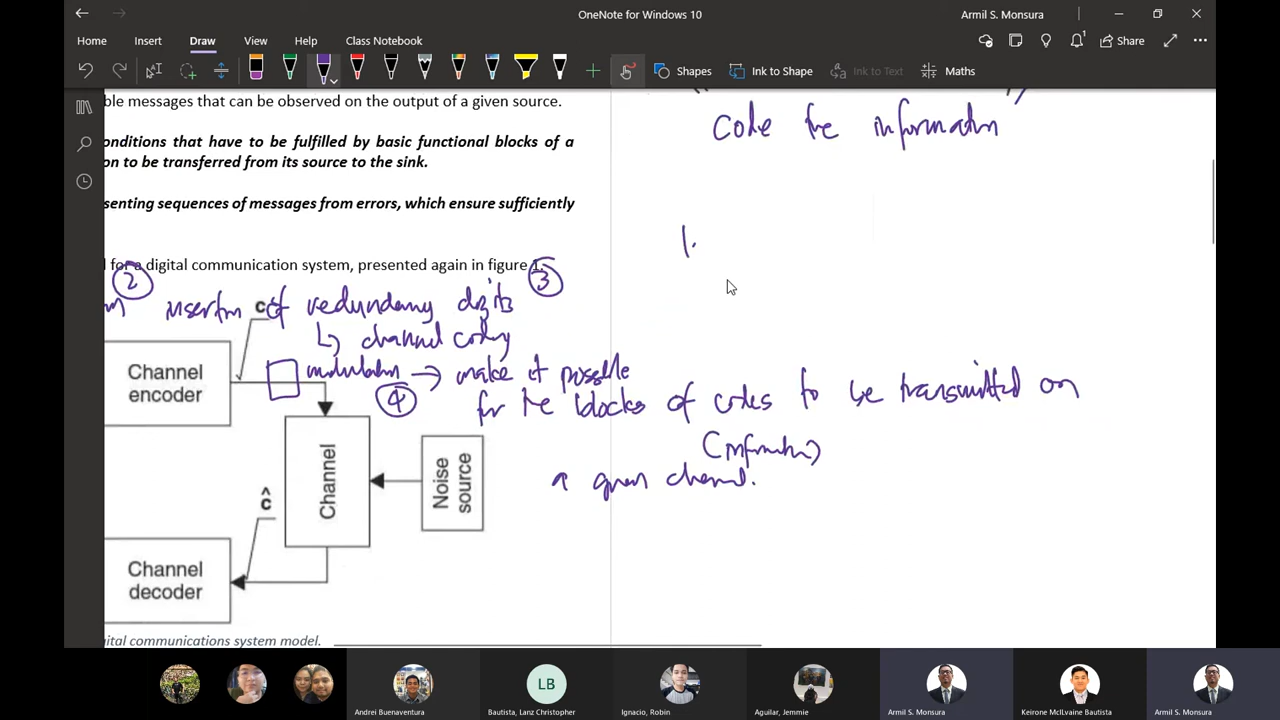 OneNote for Windows 10
Armil S. Monsura
Home Insert Draw View Help Class Notebook
Share
Shapes Ink to Shape Ink to Text Maths
ble messages that can be observed on the output of a given source.
onditions that have to be fulfilled by basic functional blocks of a
on to be transferred from its source to the sink.
senting sequences of messages from errors, which ensure sufficiently
l for a digital communication system, presented again in figure 1.
Code the information
1.
2 insertion of redundancy digits 3
c
channel coding
modulation → make it possible
4 for the blocks of codes to be transmitted on
(information)
a given channel.
Channel
encoder
Channel
Noise
source
ĉ
Channel
decoder
igital communications system model.
Andrei Buenaventura
LB
Bautista, Lanz Christopher
Ignacio, Robin
Aguilar, Jemmie
Armil S. Monsura
Keirone McIlvaine Bautista
Armil S. Monsura